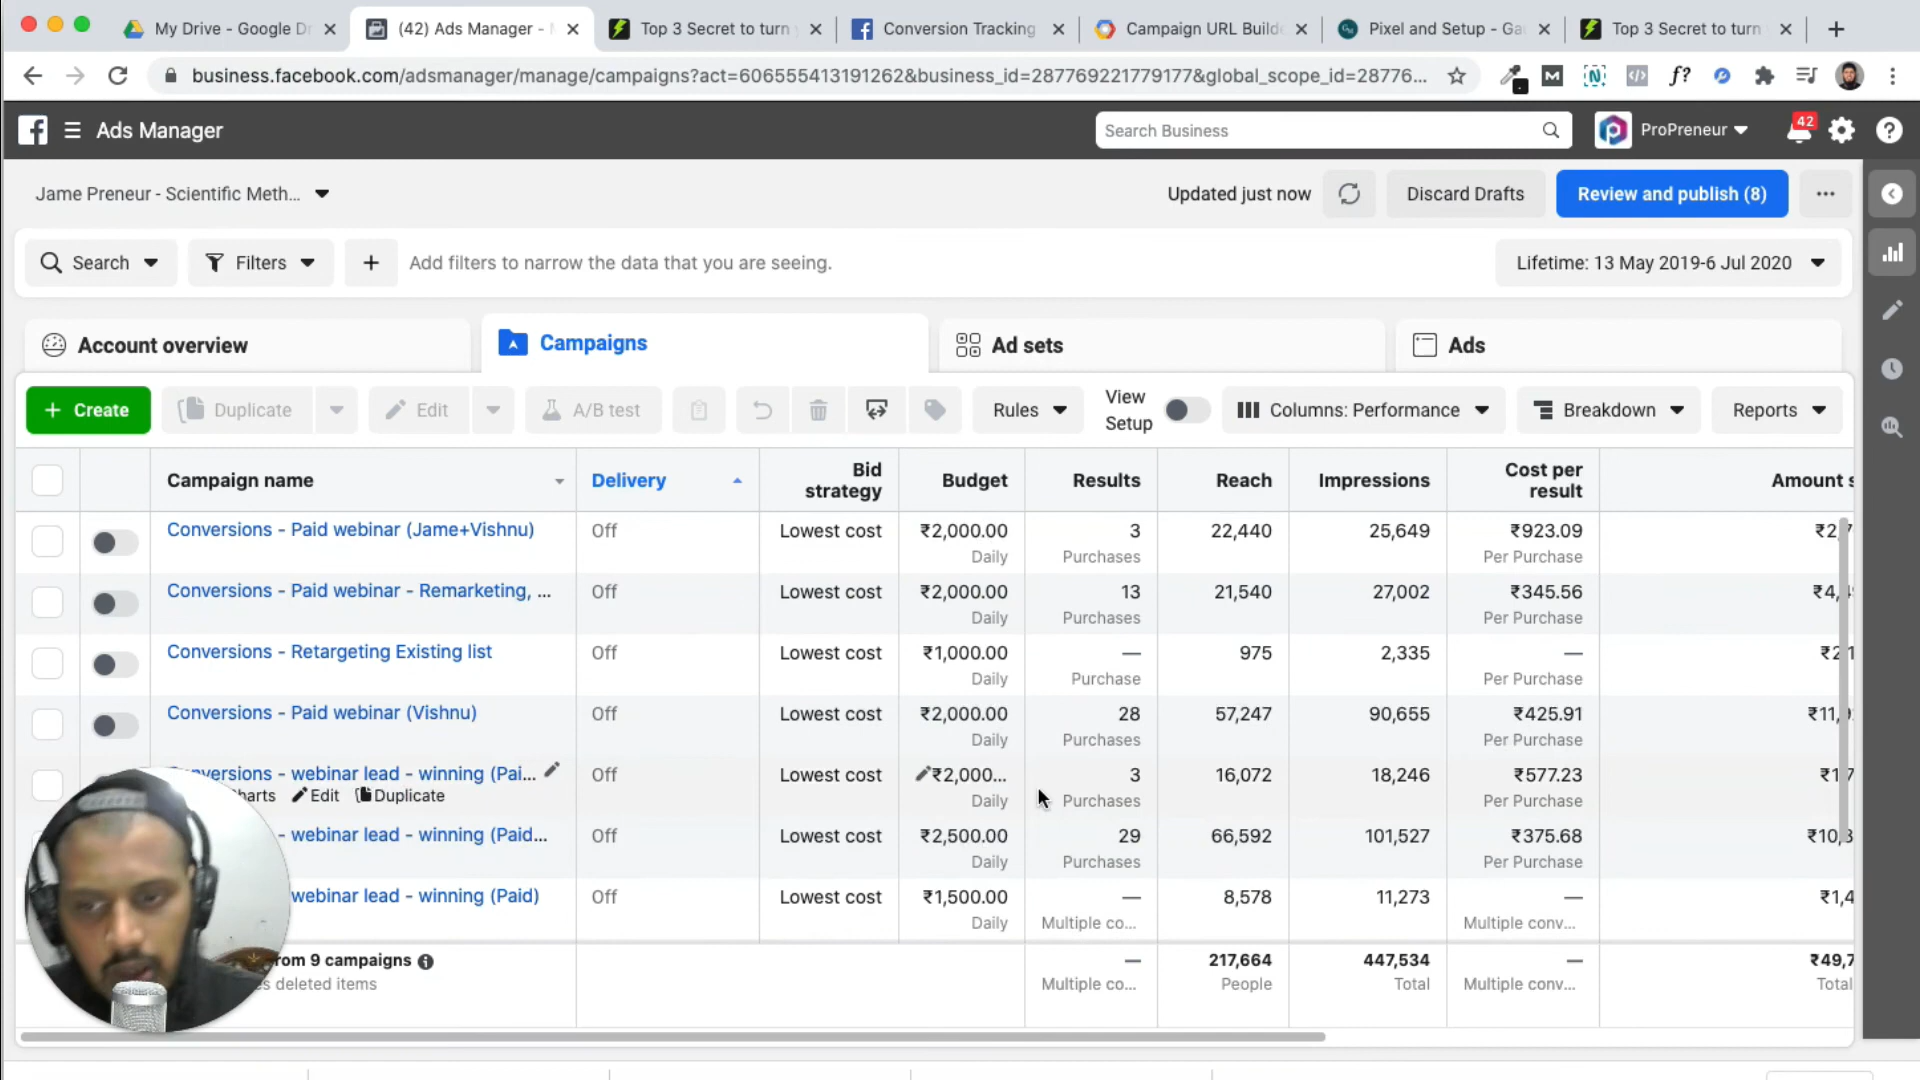 My Drive - Google Dr
(42) Ads Manager -
Top 3 Secret to turn
Conversion Tracking
Campaign URL Builde
Pixel and Setup - Ga
Top 3 Secret to turn
business.facebook.com/adsmanager/manage/campaigns?act=606555413191262&business_id=287769221779177&global_scope_id=28776...
Ads Manager
Search Business
ProPreneur
42
Jame Preneur - Scientific Meth...
Updated just now
Discard Drafts
Review and publish (8)
Search
Filters
Add filters to narrow the data that you are seeing.
Lifetime: 13 May 2019-6 Jul 2020
Account overview
Campaigns
Ad sets
Ads
+ Create
Duplicate
Edit
A/B test
Rules
View Setup
Columns: Performance
Breakdown
Reports
Campaign name
Delivery
Bid strategy
Budget
Results
Reach
Impressions
Cost per result
Amount s
Conversions - Paid webinar (Jame+Vishnu) Off Lowest cost ₹2,000.00 3 22,440 25,649 ₹923.09
Daily Purchases Per Purchase
Conversions - Paid webinar - Remarketing, ... Off Lowest cost ₹2,000.00 13 21,540 27,002 ₹345.56
Daily Purchases Per Purchase
Conversions - Retargeting Existing list Off Lowest cost ₹1,000.00 — 975 2,335 —
Daily Purchase Per Purchase
Conversions - Paid webinar (Vishnu) Off Lowest cost ₹2,000.00 28 57,247 90,655 ₹425.91
Daily Purchases Per Purchase
- webinar lead - winning (Pai... Off Lowest cost ₹2,000... 3 16,072 18,246 ₹577.23
Edit Duplicate Daily Purchases Per Purchase
- webinar lead - winning (Paid... Off Lowest cost ₹2,500.00 29 66,592 101,527 ₹375.68
Daily Purchases Per Purchase
webinar lead - winning (Paid) Off Lowest cost ₹1,500.00 — 8,578 11,273 —
Daily Multiple co... Multiple conv...
om 9 campaigns — 217,664 447,534 — ₹49,7
deleted items Multiple co... People Total Multiple conv... Total